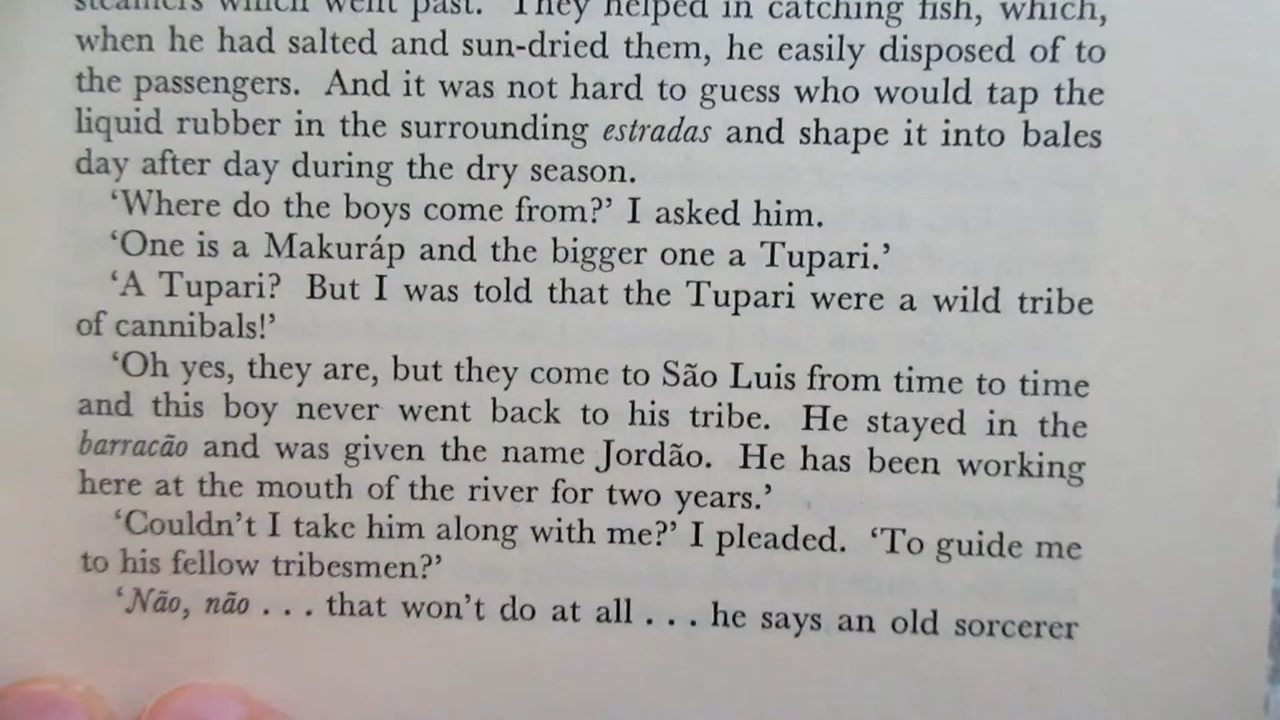 steamers which went past. They helped in catching fish, which,
when he had salted and sun-dried them, he easily disposed of to
the passengers. And it was not hard to guess who would tap the
liquid rubber in the surrounding estradas and shape it into bales
day after day during the dry season.
‘Where do the boys come from?’ I asked him.
‘One is a Makuráp and the bigger one a Tupari.’
‘A Tupari? But I was told that the Tupari were a wild tribe
of cannibals!’
‘Oh yes, they are, but they come to São Luis from time to time
and this boy never went back to his tribe. He stayed in the
barracão and was given the name Jordão. He has been working
here at the mouth of the river for two years.’
‘Couldn’t I take him along with me?’ I pleaded. ‘To guide me
to his fellow tribesmen?’
‘Não, não . . . that won’t do at all . . . he says an old sorcerer